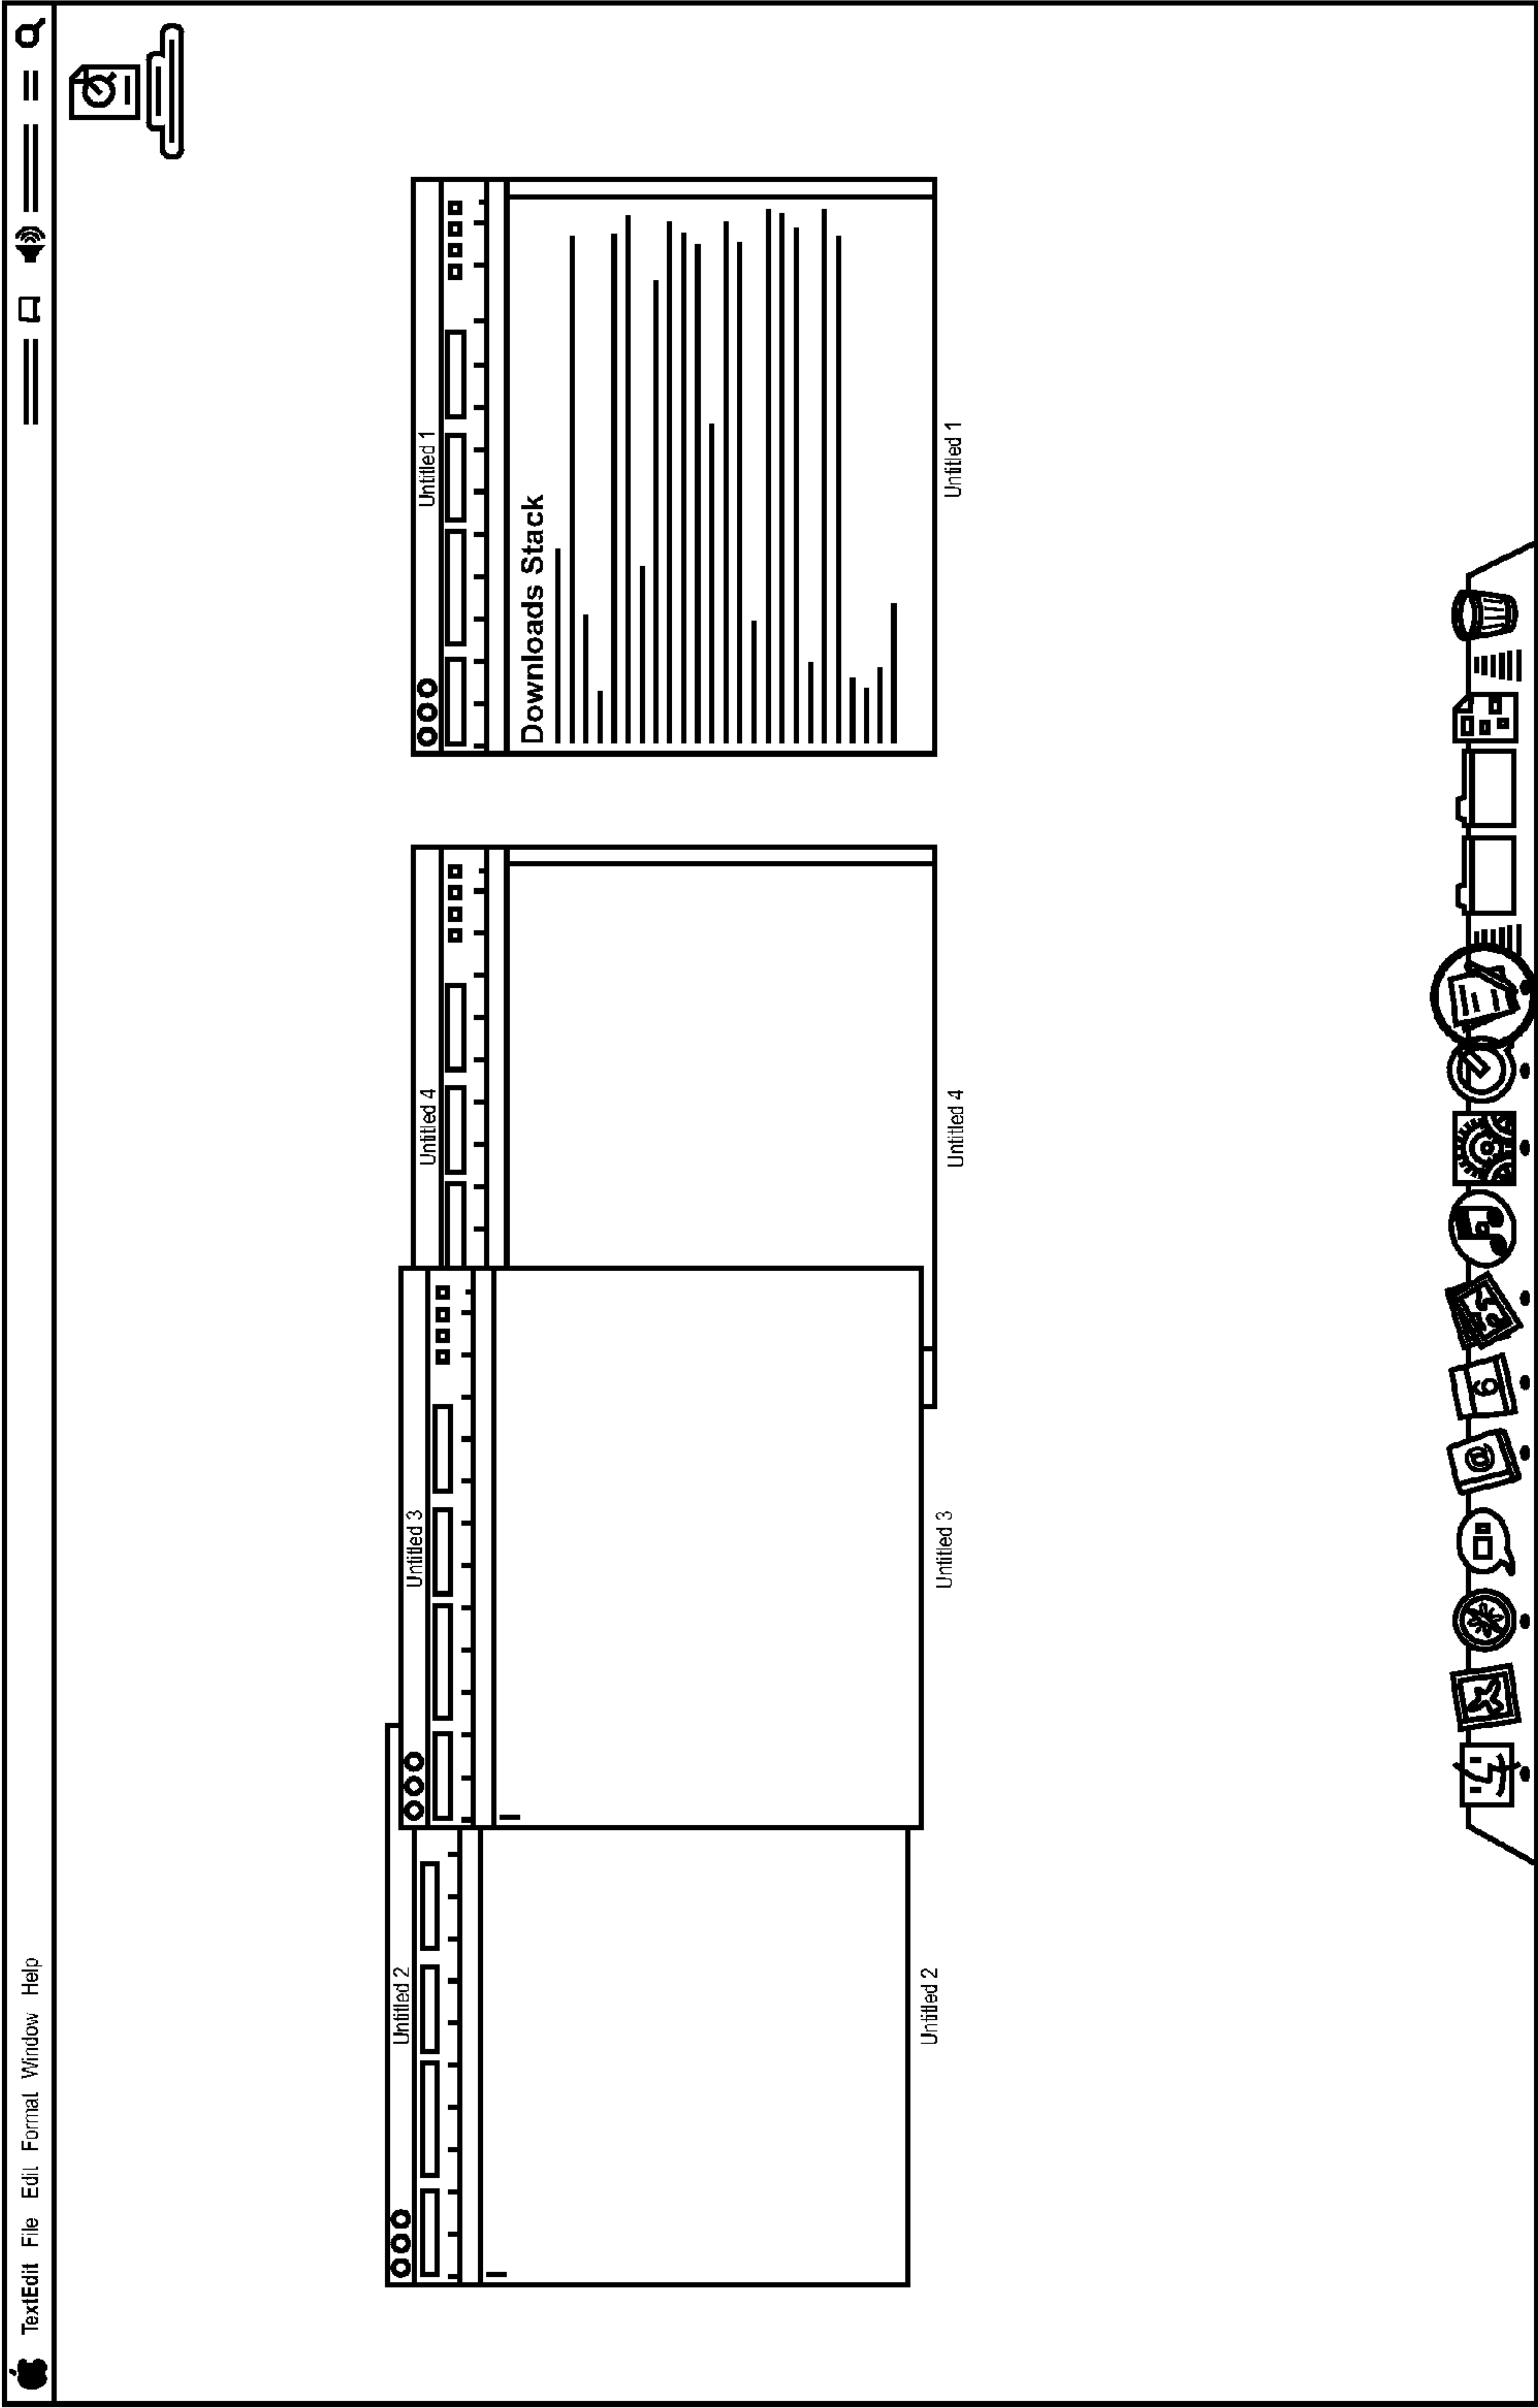 TextEdit File Edit Format Window Help
Untitled 2
Untitled 3
Untitled 4
Untitled 1
Downloads Stack
@
6
Untitled 2
Untitled 3
Untitled 4
Untitled 1